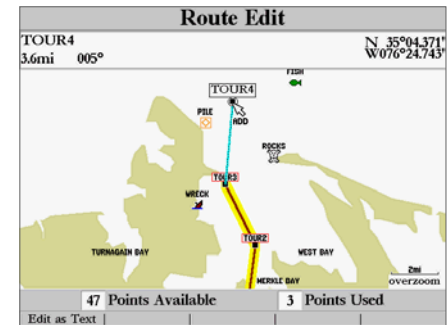 Route Edit
TOUR4
N 35°04.371'
3.6mi 005°
W076°24.743'
FISH
TOUR4
PILE
ADD
ROCKS
TOUR3
WRECK
TOUR2
TURNAGAIN BAY
WEST BAY
2mi
MERKLE BAY
overzoom
47 Points Available
3 Points Used
Edit as Text